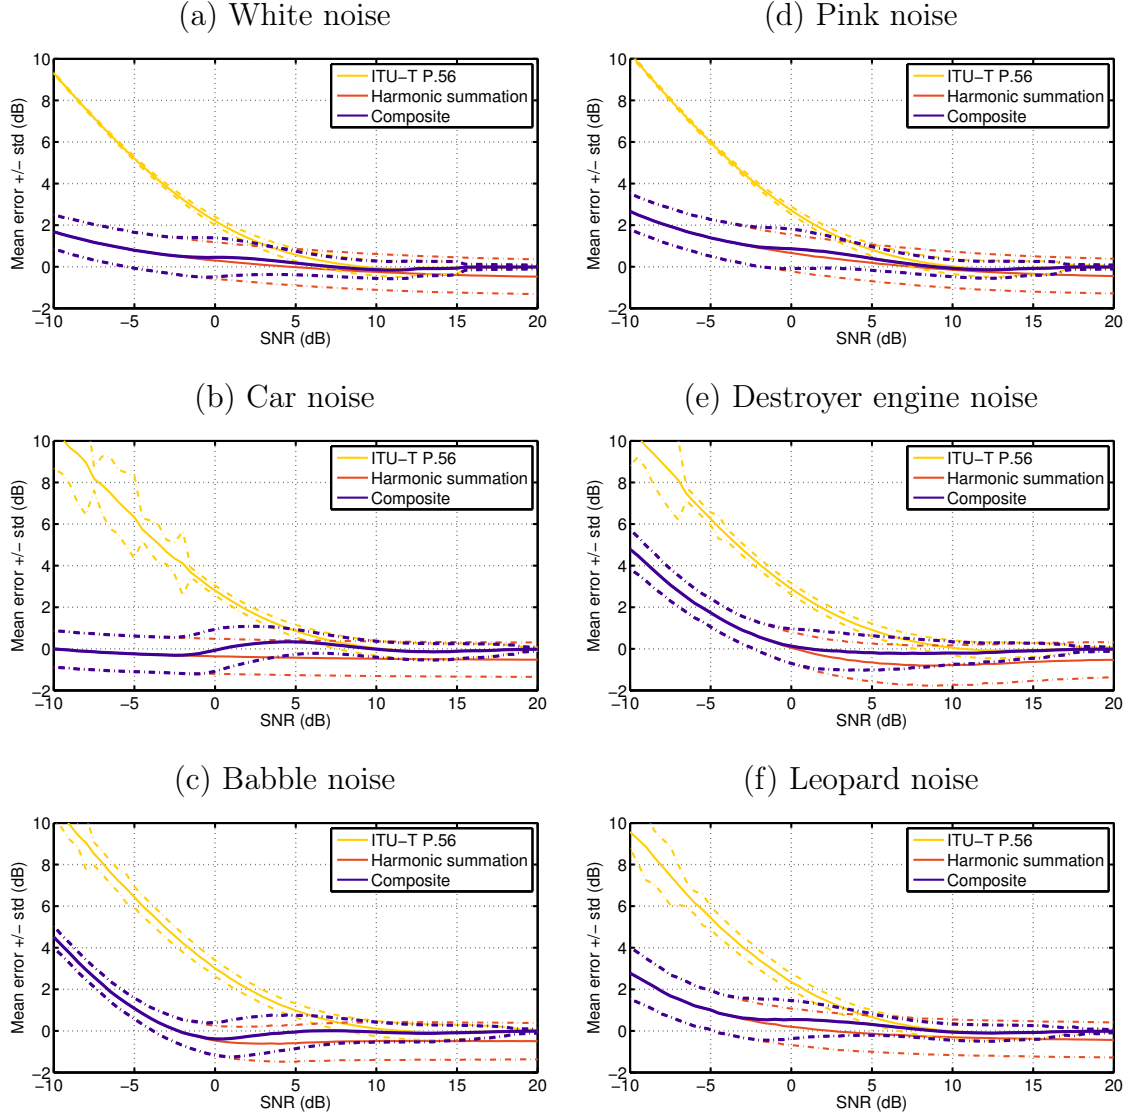 (a) White noise
10
8
6
4
2
0
−2
−10 −5 0 5 10 15 20
SNR (dB)
Mean error +/− std (dB)
ITU−T P.56
Harmonic summation
Composite
(d) Pink noise
10
8
6
4
2
0
−2
−10 −5 0 5 10 15 20
SNR (dB)
Mean error +/− std (dB)
ITU−T P.56
Harmonic summation
Composite
(b) Car noise
10
8
6
4
2
0
−2
−10 −5 0 5 10 15 20
SNR (dB)
Mean error +/− std (dB)
ITU−T P.56
Harmonic summation
Composite
(e) Destroyer engine noise
10
8
6
4
2
0
−2
−10 −5 0 5 10 15 20
SNR (dB)
Mean error +/− std (dB)
ITU−T P.56
Harmonic summation
Composite
(c) Babble noise
10
8
6
4
2
0
−2
−10 −5 0 5 10 15 20
SNR (dB)
Mean error +/− std (dB)
ITU−T P.56
Harmonic summation
Composite
(f) Leopard noise
10
8
6
4
2
0
−2
−10 −5 0 5 10 15 20
SNR (dB)
Mean error +/− std (dB)
ITU−T P.56
Harmonic summation
Composite